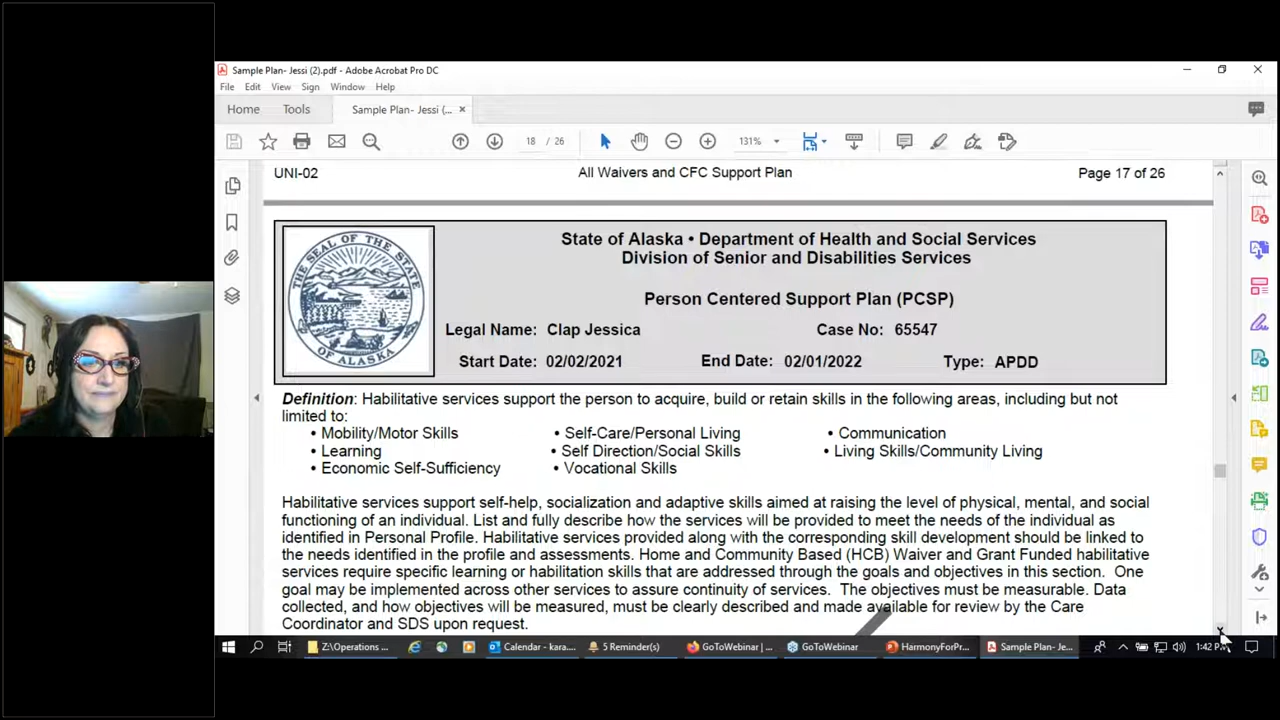 Sample Plan- Jessi (2).pdf - Adobe Acrobat Pro DC
File Edit View Window Help
Home Tools Sample Plan- Jessi (... ×
18 / 26 131%
UNI-02 All Waivers and CFC Support Plan Page 17 of 26
THE SEAL OF THE STATE OF ALASKA
State of Alaska • Department of Health and Social Services
Division of Senior and Disabilities Services
Person Centered Support Plan (PCSP)
Legal Name: Clap Jessica Case No: 65547
Start Date: 02/02/2021 End Date: 02/01/2022 Type: APDD
Definition: Habilitative services support the person to acquire, build or retain skills in the following areas, including but not
limited to:
• Mobility/Motor Skills • Self-Care/Personal Living • Communication
• Learning • Self Direction/Social Skills • Living Skills/Community Living
• Economic Self-Sufficiency • Vocational Skills
Habilitative services support self-help, socialization and adaptive skills aimed at raising the level of physical, mental, and social
functioning of an individual. List and fully describe how the services will be provided to meet the needs of the individual as
identified in Personal Profile. Habilitative services provided along with the corresponding skill development should be linked to
the needs identified in the profile and assessments. Home and Community Based (HCB) Waiver and Grant Funded habilitative
services require specific learning or habilitation skills that are addressed through the goals and objectives in this section. One
goal may be implemented across other services to assure continuity of services. The objectives must be measurable. Data
collected, and how objectives will be measured, must be clearly described and made available for review by the Care
Coordinator and SDS upon request.
Z:\Operations ... Calendar - kara.... 5 Reminder(s) GoToWebinar | ... GoToWebinar HarmonyForPr... Sample Plan- Je... 1:42 P